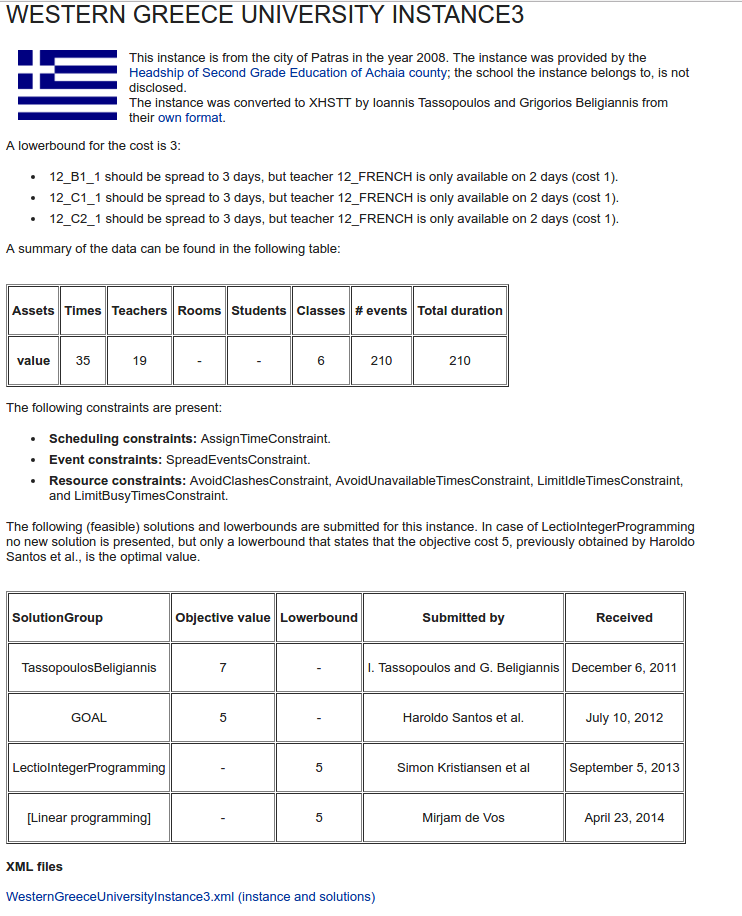 WESTERN GREECE UNIVERSITY INSTANCE3
This instance is from the city of Patras in the year 2008. The instance was provided by the
Headship of Second Grade Education of Achaia county; the school the instance belongs to, is not
disclosed.
The instance was converted to XHSTT by Ioannis Tassopoulos and Grigorios Beligiannis from
their own format.
A lowerbound for the cost is 3:
• 12_B1_1 should be spread to 3 days, but teacher 12_FRENCH is only available on 2 days (cost 1).
• 12_C1_1 should be spread to 3 days, but teacher 12_FRENCH is only available on 2 days (cost 1).
• 12_C2_1 should be spread to 3 days, but teacher 12_FRENCH is only available on 2 days (cost 1).
A summary of the data can be found in the following table:
Assets Times Teachers Rooms Students Classes # events Total duration
value 35 19 - - 6 210 210
The following constraints are present:
• Scheduling constraints: AssignTimeConstraint.
• Event constraints: SpreadEventsConstraint.
• Resource constraints: AvoidClashesConstraint, AvoidUnavailableTimesConstraint, LimitIdleTimesConstraint,
and LimitBusyTimesConstraint.
The following (feasible) solutions and lowerbounds are submitted for this instance. In case of LectioIntegerProgramming
no new solution is presented, but only a lowerbound that states that the objective cost 5, previously obtained by Haroldo
Santos et al., is the optimal value.
SolutionGroup Objective value Lowerbound Submitted by Received
TassopoulosBeligiannis 7 - I. Tassopoulos and G. Beligiannis December 6, 2011
GOAL 5 - Haroldo Santos et al. July 10, 2012
LectioIntegerProgramming - 5 Simon Kristiansen et al September 5, 2013
[Linear programming] - 5 Mirjam de Vos April 23, 2014
XML files
WesternGreeceUniversityInstance3.xml (instance and solutions)